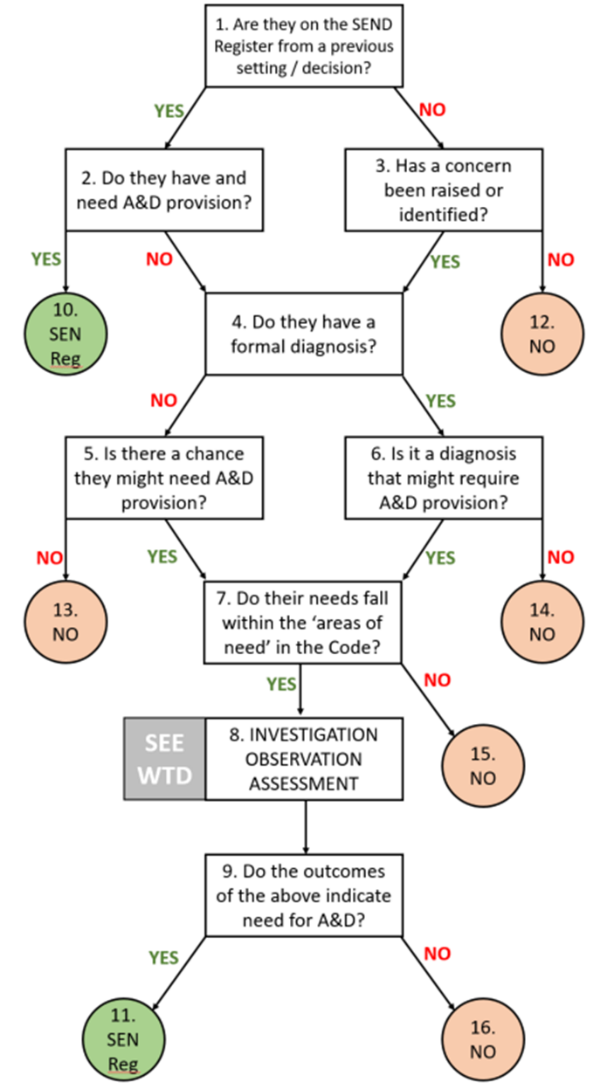 1. Are they on the SEND
Register from a previous
setting / decision?
YES
NO
2. Do they have and
need A&D provision?
3. Has a concern
been raised or
identified?
YES
NO
YES
NO
10.
SEN
Reg
4. Do they have a
formal diagnosis?
12.
NO
NO
YES
5. Is there a chance
they might need A&D
provision?
6. Is it a diagnosis
that might require
A&D provision?
NO
YES
YES
NO
13.
NO
7. Do their needs fall
within the ‘areas of
need’ in the Code?
14.
NO
YES
NO
SEE
WTD
8. INVESTIGATION
OBSERVATION
ASSESSMENT
15.
NO
9. Do the outcomes
of the above indicate
need for A&D?
YES
NO
11.
SEN
Reg
16.
NO